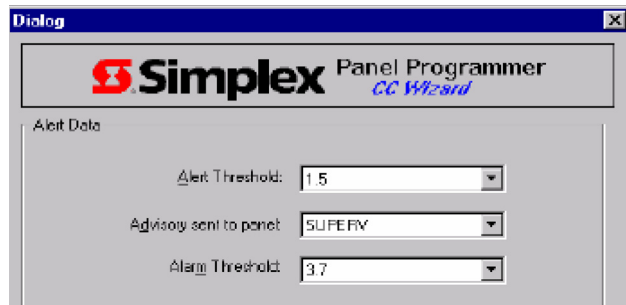 Dialog
Simplex Panel Programmer
CC Wizard
Alert Data
Alert Threshold: 1.5
Advisory sent to panel: SUPERV
Alarm Threshold: 3.7